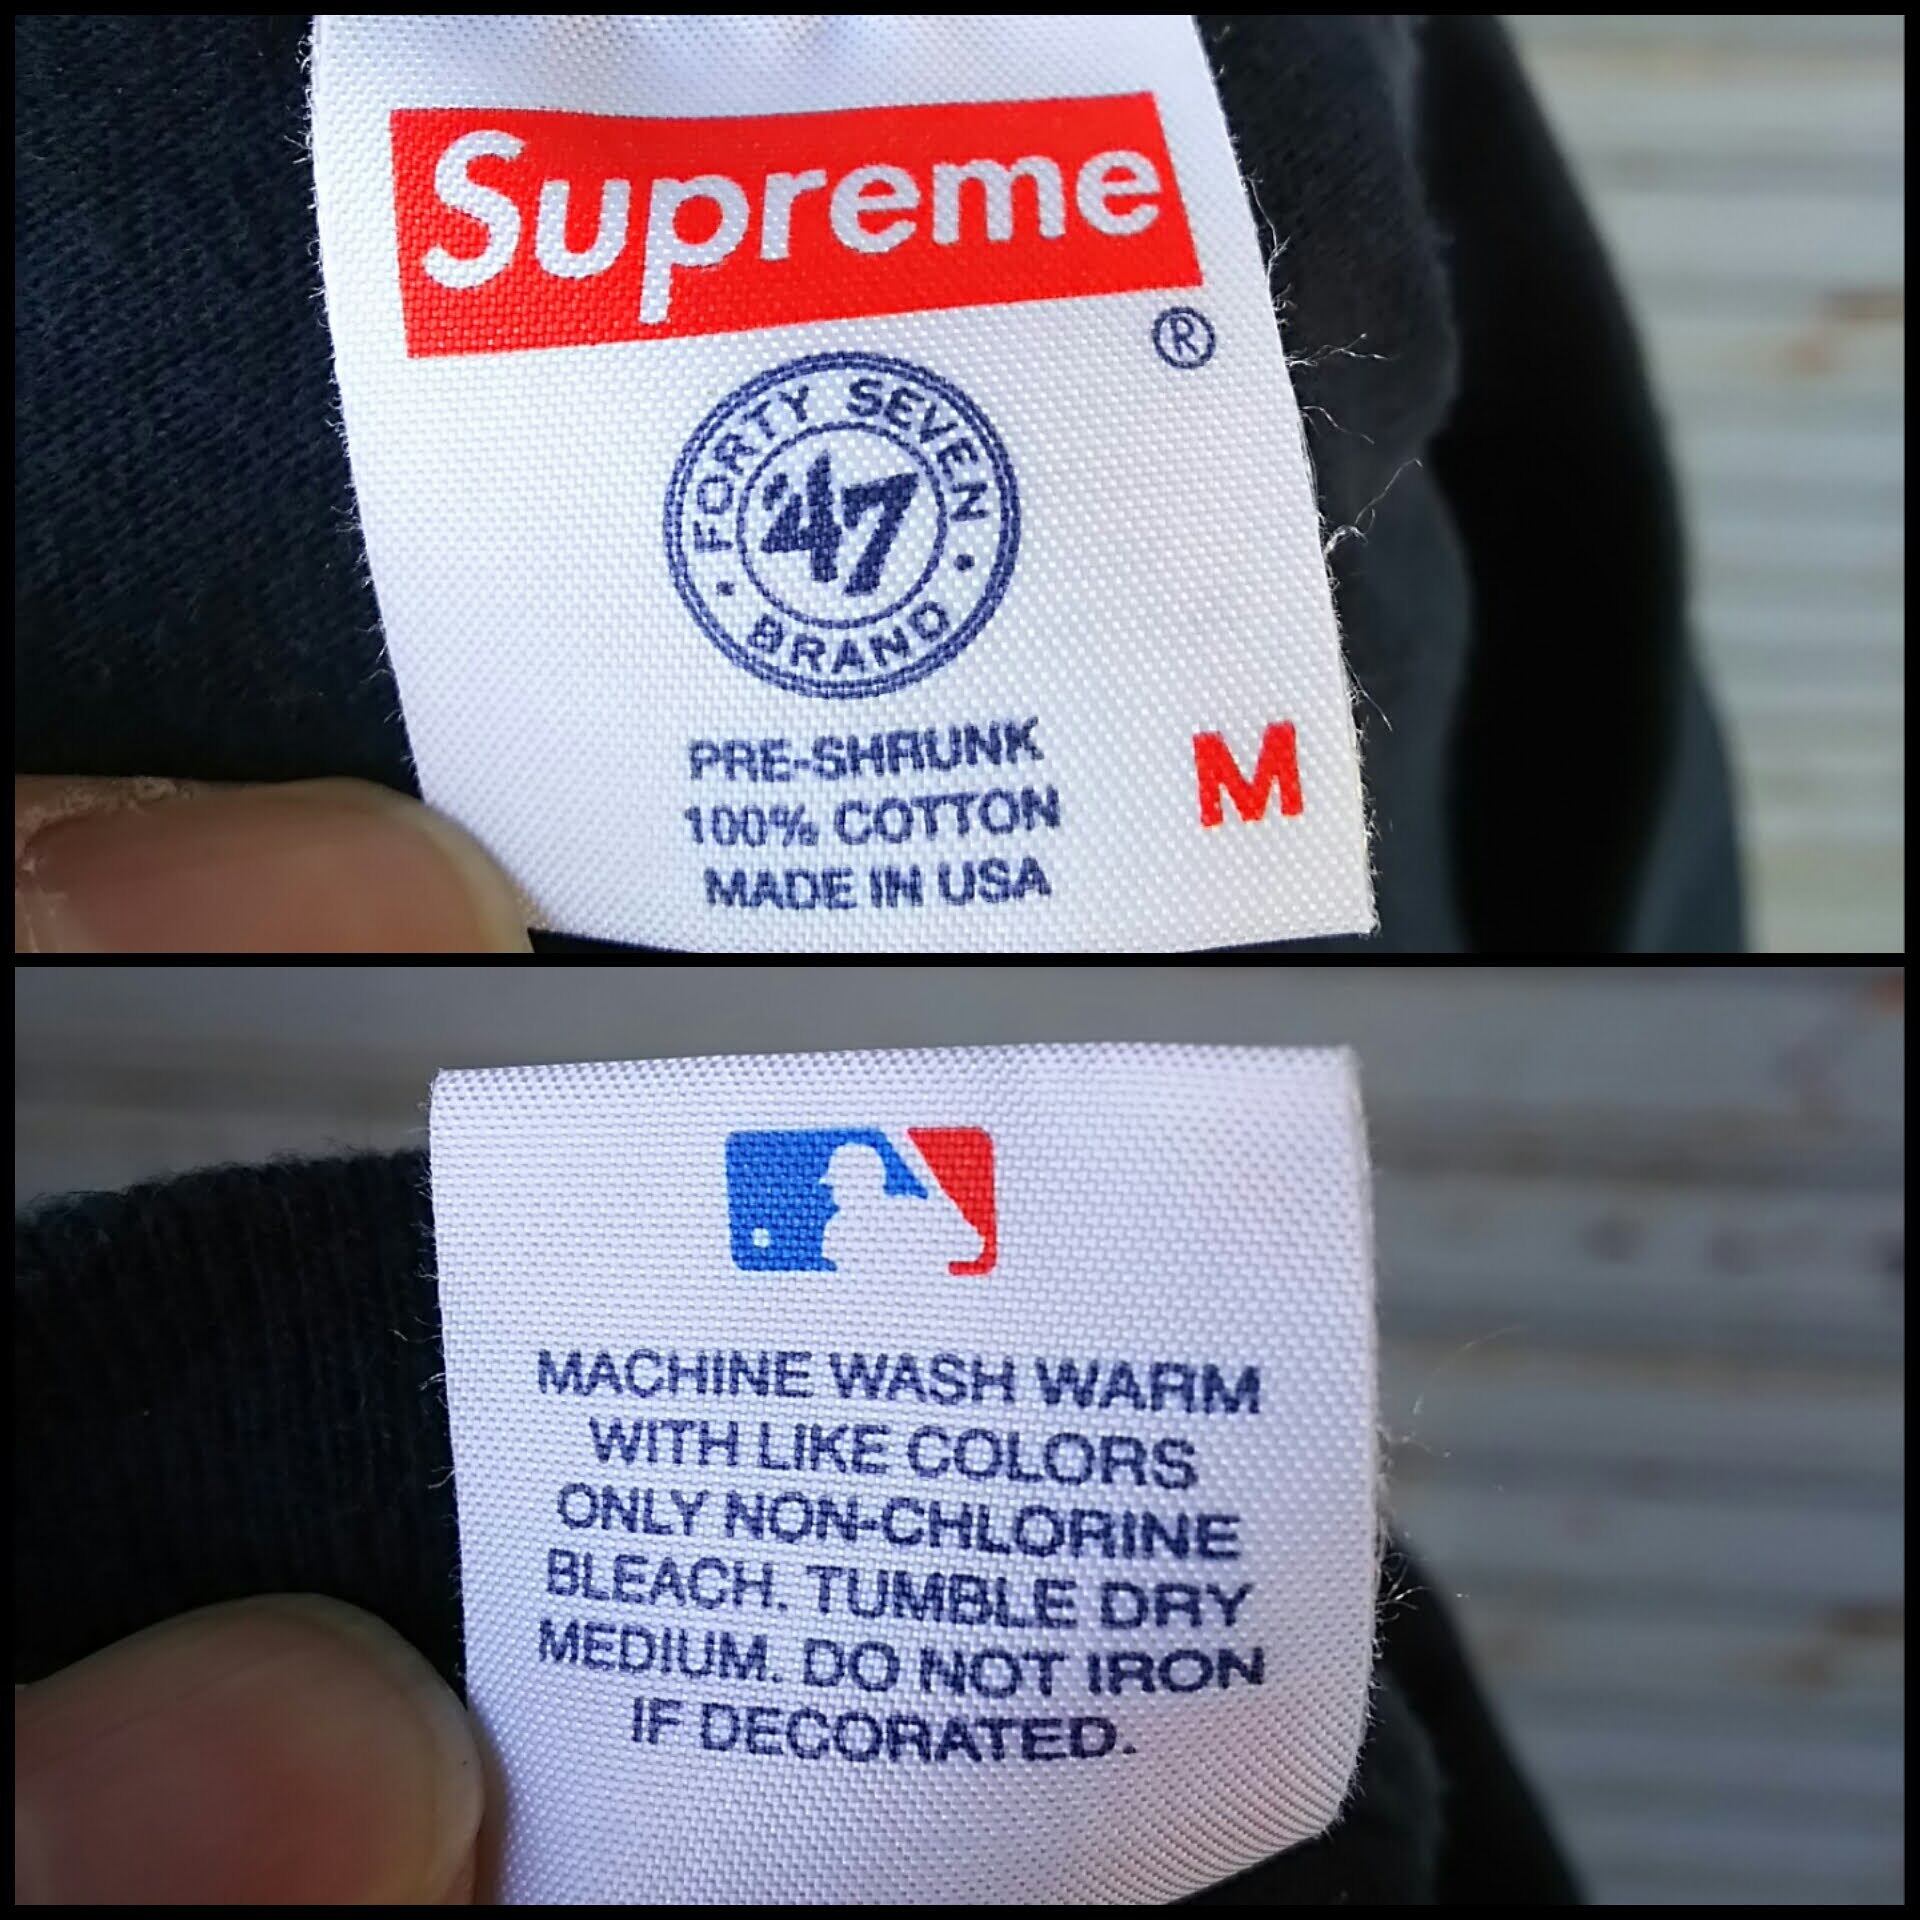 Supreme
®
FORTY SEVEN
'47
BRAND
PRE-SHRUNK
100% COTTON
MADE IN USA
M
MACHINE WASH WARM
WITH LIKE COLORS
ONLY NON-CHLORINE
BLEACH. TUMBLE DRY
MEDIUM. DO NOT IRON
IF DECORATED.